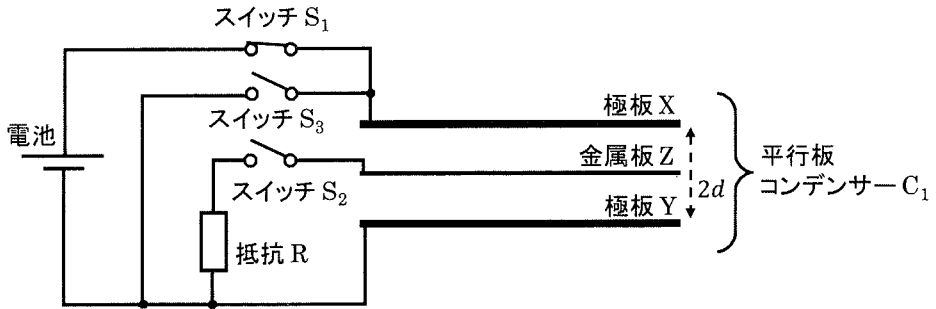 スイッチ S₁
極板 X
スイッチ S₃
電池
金属板 Z
平行板
コンデンサー C₁
2d
スイッチ S₂
極板 Y
抵抗 R